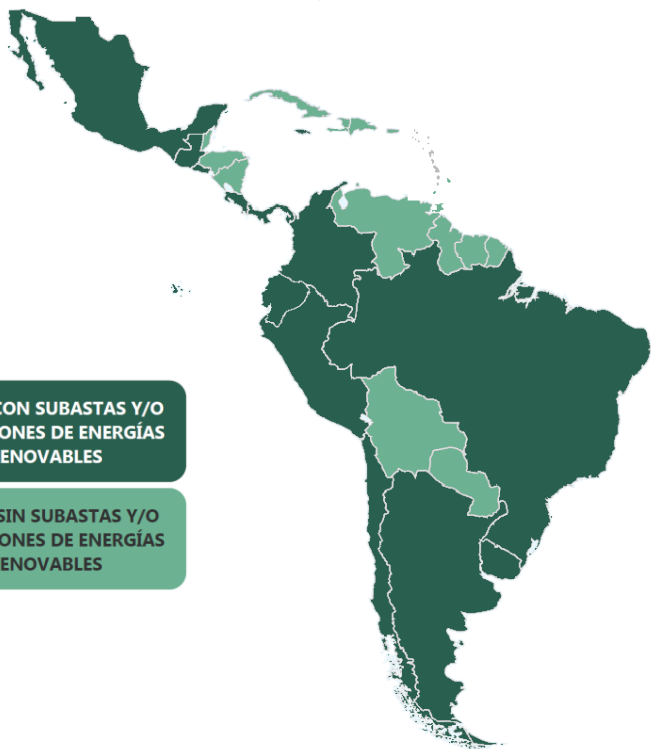 CON SUBASTAS Y/O
ONES DE ENERGÍAS
ENOVABLES
SIN SUBASTAS Y/O
ONES DE ENERGÍAS
ENOVABLES